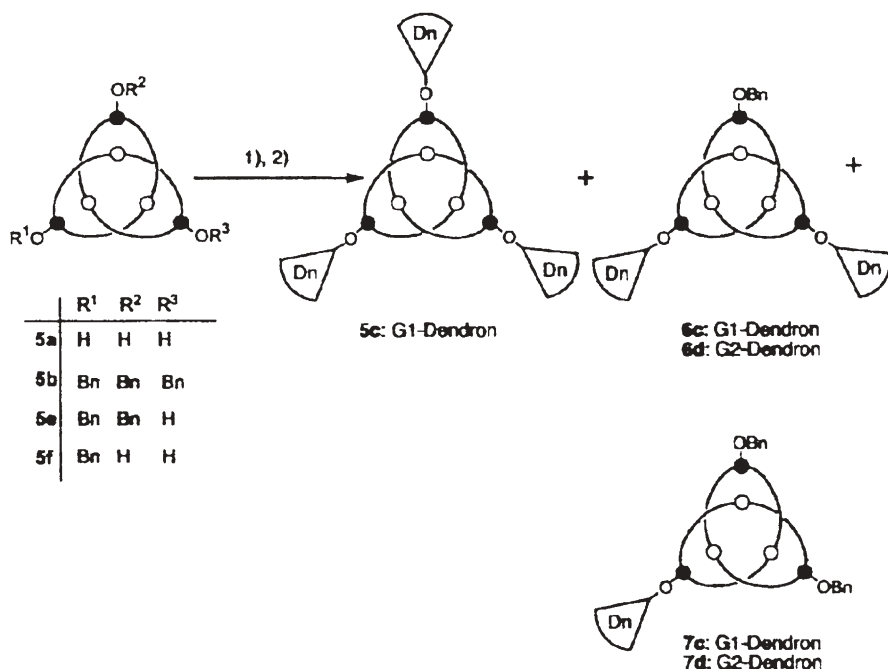 OR²
R¹O
OR³
R¹ R² R³
5a H H H
5b Bn Bn Bn
5e Bn Bn H
5f Bn H H
1), 2)
Dn
O
O
Dn
O
Dn
5c: G1-Dendron
+
OBn
O
Dn
O
Dn
6c: G1-Dendron
6d: G2-Dendron
+
OBn
O
Dn
OBn
7c: G1-Dendron
7d: G2-Dendron